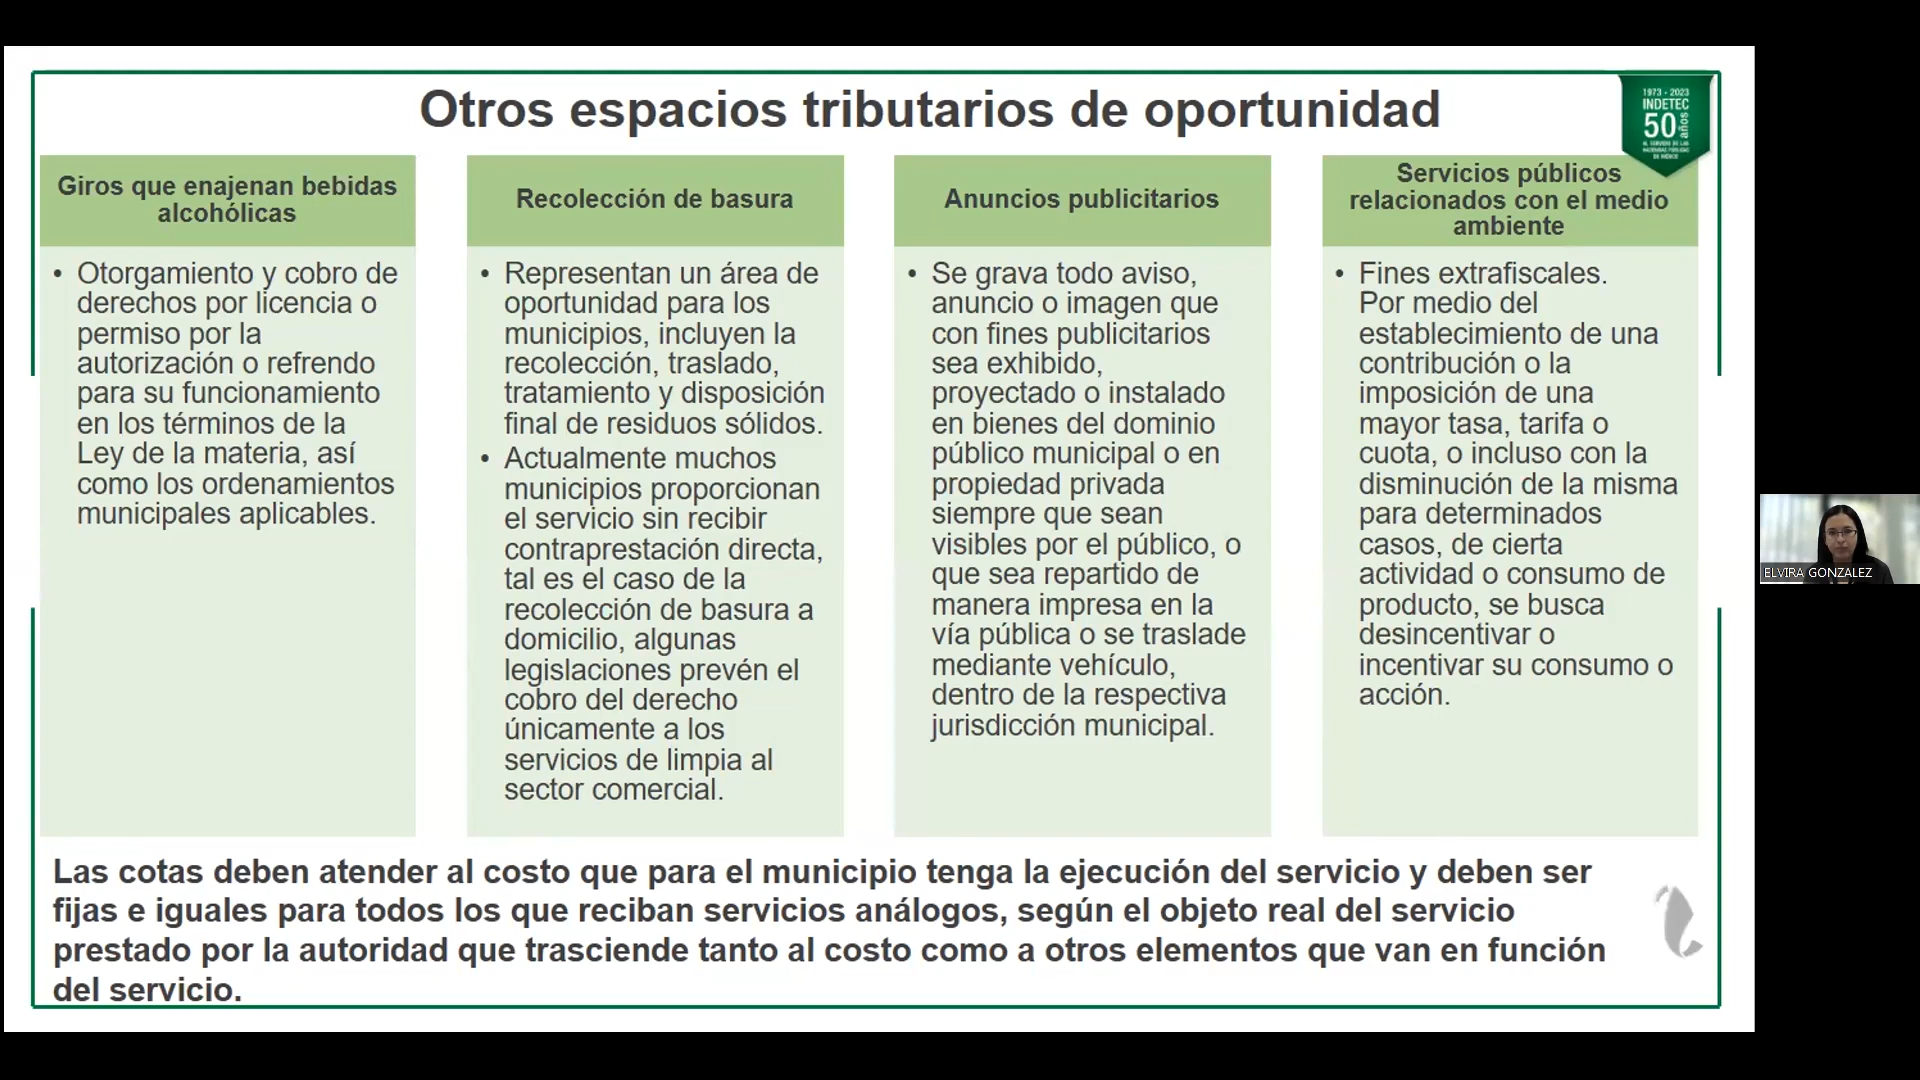 Otros espacios tributarios de oportunidad
1973 - 2023
INDETEC
50
años
AL SERVICIO DE LAS
HACIENDAS PÚBLICAS
DE MÉXICO
Giros que enajenan bebidas
alcohólicas
• Otorgamiento y cobro de
derechos por licencia o
permiso por la
autorización o refrendo
para su funcionamiento
en los términos de la
Ley de la materia, así
como los ordenamientos
municipales aplicables.
Recolección de basura
• Representan un área de
oportunidad para los
municipios, incluyen la
recolección, traslado,
tratamiento y disposición
final de residuos sólidos.
• Actualmente muchos
municipios proporcionan
el servicio sin recibir
contraprestación directa,
tal es el caso de la
recolección de basura a
domicilio, algunas
legislaciones prevén el
cobro del derecho
únicamente a los
servicios de limpia al
sector comercial.
Anuncios publicitarios
• Se grava todo aviso,
anuncio o imagen que
con fines publicitarios
sea exhibido,
proyectado o instalado
en bienes del dominio
público municipal o en
propiedad privada
siempre que sean
visibles por el público, o
que sea repartido de
manera impresa en la
vía pública o se traslade
mediante vehículo,
dentro de la respectiva
jurisdicción municipal.
Servicios públicos
relacionados con el medio
ambiente
• Fines extrafiscales.
Por medio del
establecimiento de una
contribución o la
imposición de una
mayor tasa, tarifa o
cuota, o incluso con la
disminución de la misma
para determinados
casos, de cierta
actividad o consumo de
producto, se busca
desincentivar o
incentivar su consumo o
acción.
Las cotas deben atender al costo que para el municipio tenga la ejecución del servicio y deben ser
fijas e iguales para todos los que reciban servicios análogos, según el objeto real del servicio
prestado por la autoridad que trasciende tanto al costo como a otros elementos que van en función
del servicio.
ELVIRA GONZALEZ